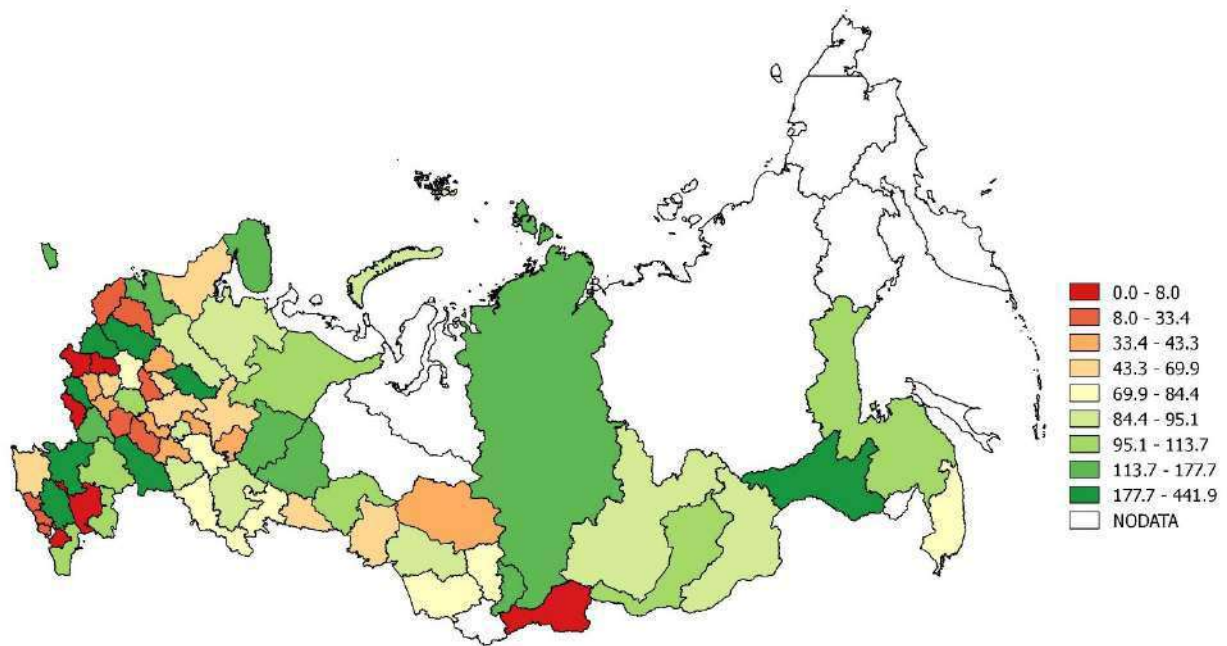 0.0 - 8.0
8.0 - 33.4
33.4 - 43.3
43.3 - 69.9
69.9 - 84.4
84.4 - 95.1
95.1 - 113.7
113.7 - 177.7
177.7 - 441.9
NODATA